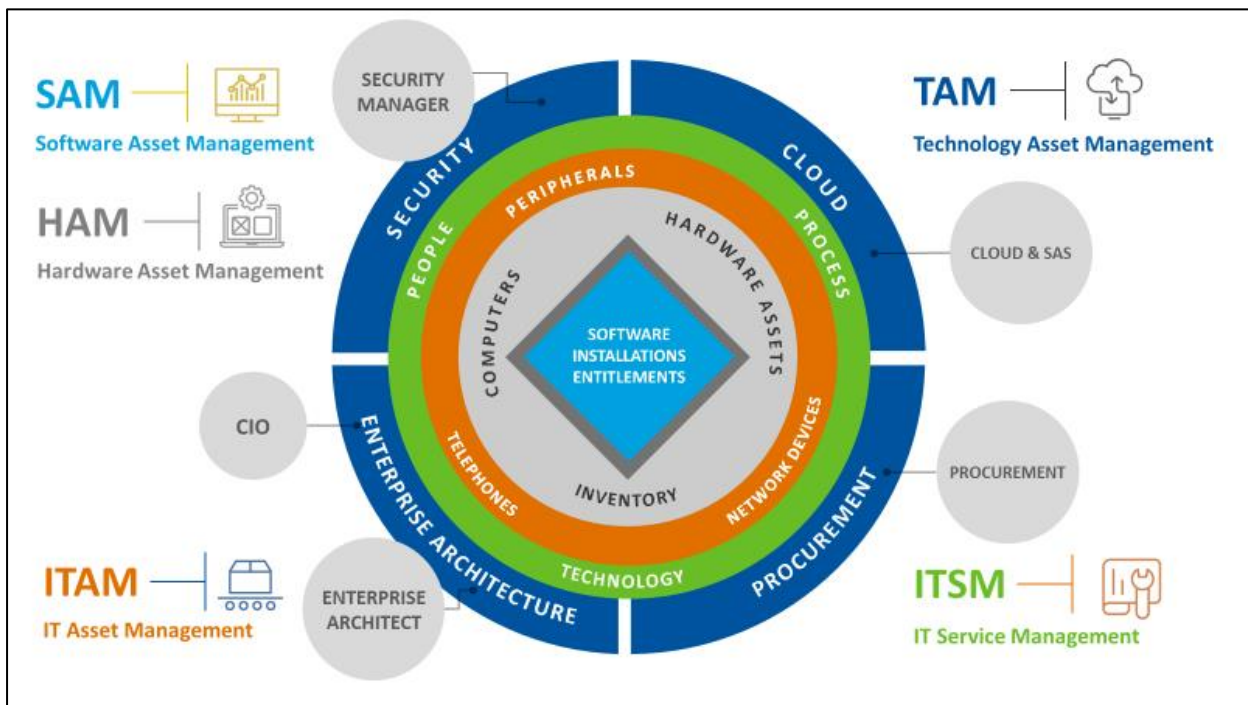 SAM
Software Asset Management
HAM
Hardware Asset Management
SECURITY
MANAGER
TAM
Technology Asset Management
CLOUD & SAS
SECURITY
CLOUD
PEOPLE
PROCESS
PERIPHERALS
COMPUTERS
HARDWARE ASSETS
SOFTWARE
INSTALLATIONS
ENTITLEMENTS
CIO
ENTERPRISE ARCHITECTURE
TELEPHONES
INVENTORY
NETWORK DEVICES
TECHNOLOGY
PROCUREMENT
PROCUREMENT
ITAM
IT Asset Management
ENTERPRISE
ARCHITECT
ITSM
IT Service Management